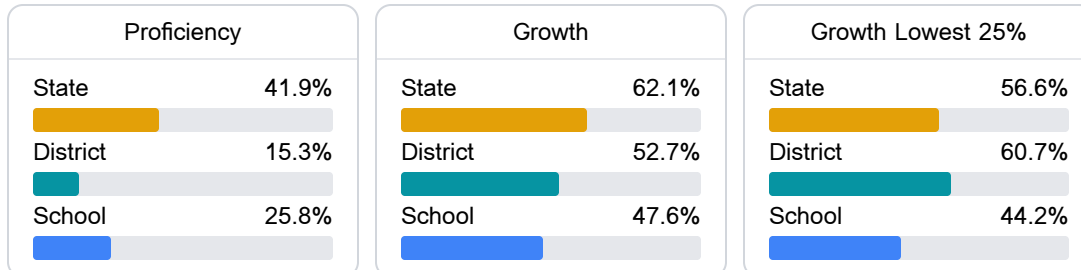 Proficiency
State 41.9%
District 15.3%
School 25.8%
Growth
State 62.1%
District 52.7%
School 47.6%
Growth Lowest 25%
State 56.6%
District 60.7%
School 44.2%